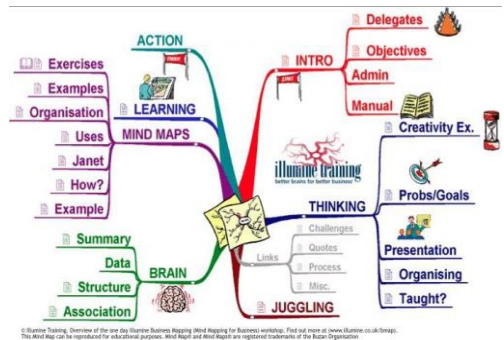 ACTION
LEARNING
MIND MAPS
Exercises
Examples
Organisation
Uses
Janet
How?
Example
BRAIN
Summary
Data
Structure
Association
INTRO
Delegates
Objectives
Admin
Manual
illumine training
better brains for better business
THINKING
Creativity Ex.
Probs/Goals
Presentation
Organising
Taught?
Links
Challenges
Quotes
Process
Misc.
JUGGLING
© Illumine Training, Overview of the one day Illumine Business Mapping (Mind Mapping for Business) workshop. Find out more at (www.illumine.co.uk/bmap).
This Mind Map can be reproduced for educational purposes. Mind Map® and Mind Maps® are registered trademarks of the Buzan Organisation